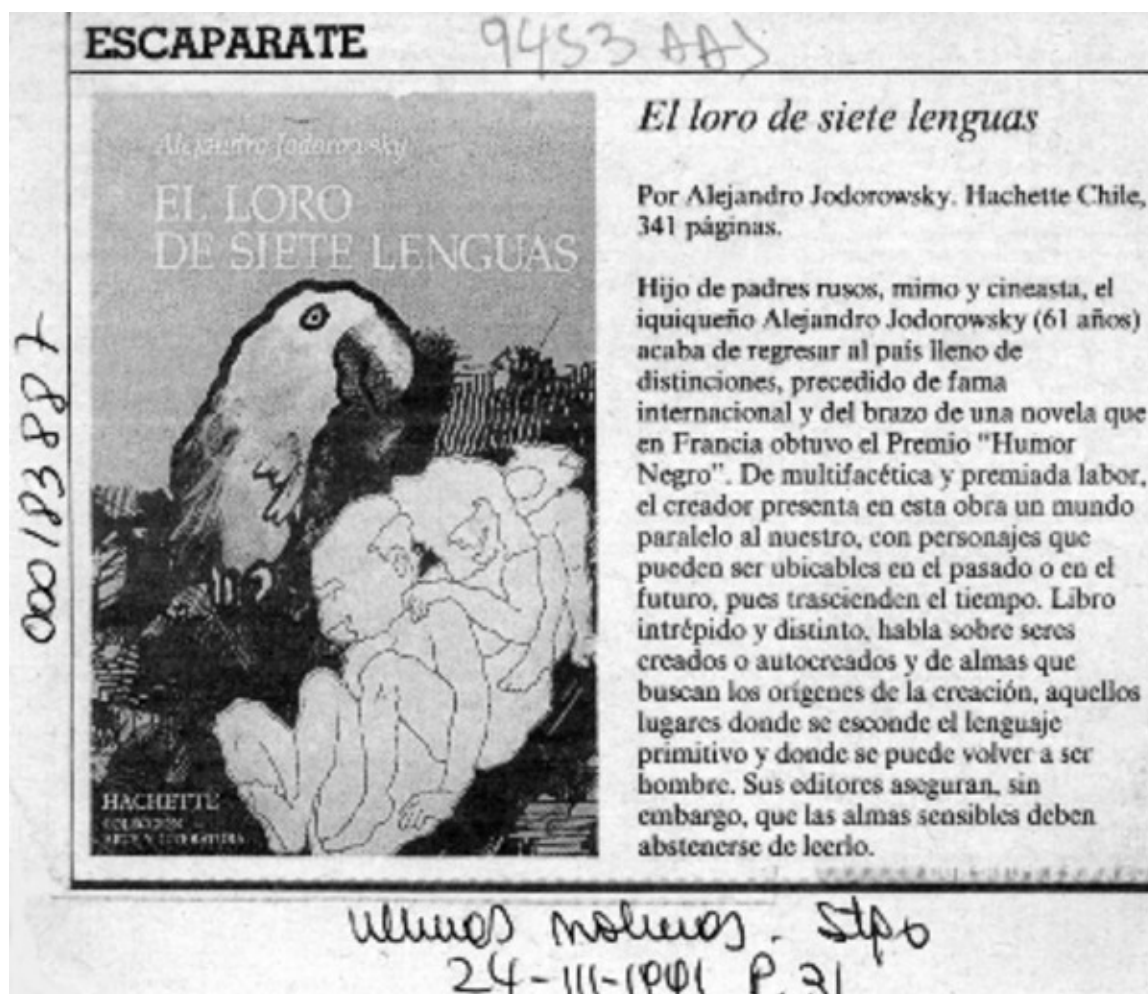 ESCAPARATE
9453 AAJ
Alejandro Jodorowsky
EL LORO
DE SIETE LENGUAS
HACHETTE
COLECCIÓN
ARTE Y LITERATURA
000183887
El loro de siete lenguas
Por Alejandro Jodorowsky. Hachette Chile,
341 páginas.
Hijo de padres rusos, mimo y cineasta, el
iquiqueño Alejandro Jodorowsky (61 años)
acaba de regresar al país lleno de
distinciones, precedido de fama
internacional y del brazo de una novela que
en Francia obtuvo el Premio "Humor
Negro". De multifacética y premiada labor,
el creador presenta en esta obra un mundo
paralelo al nuestro, con personajes que
pueden ser ubicables en el pasado o en el
futuro, pues trascienden el tiempo. Libro
intrépido y distinto, habla sobre seres
creados o autocreados y de almas que
buscan los orígenes de la creación, aquellos
lugares donde se esconde el lenguaje
primitivo y donde se puede volver a ser
hombre. Sus editores aseguran, sin
embargo, que las almas sensibles deben
abstenerse de leerlo.
Ultimas noticias. Stgo
24-III-1991 P. 21